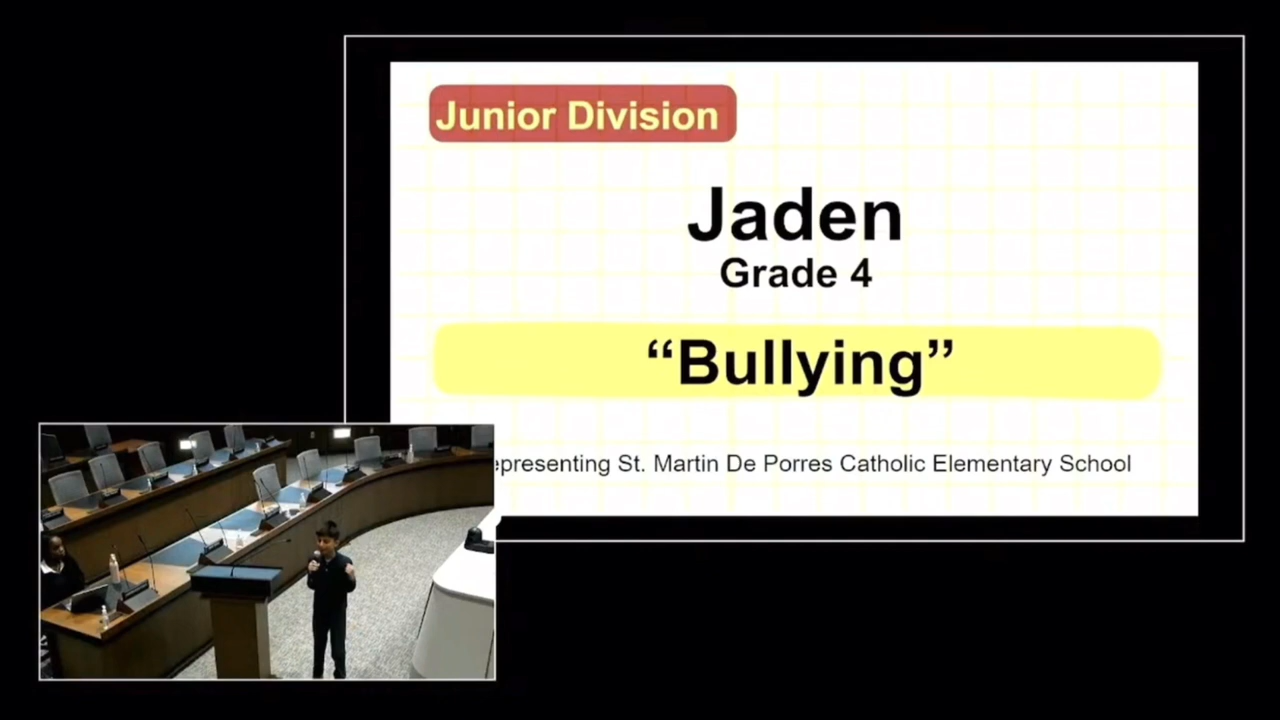 Junior Division
Jaden
Grade 4
“Bullying”
epresenting St. Martin De Porres Catholic Elementary School